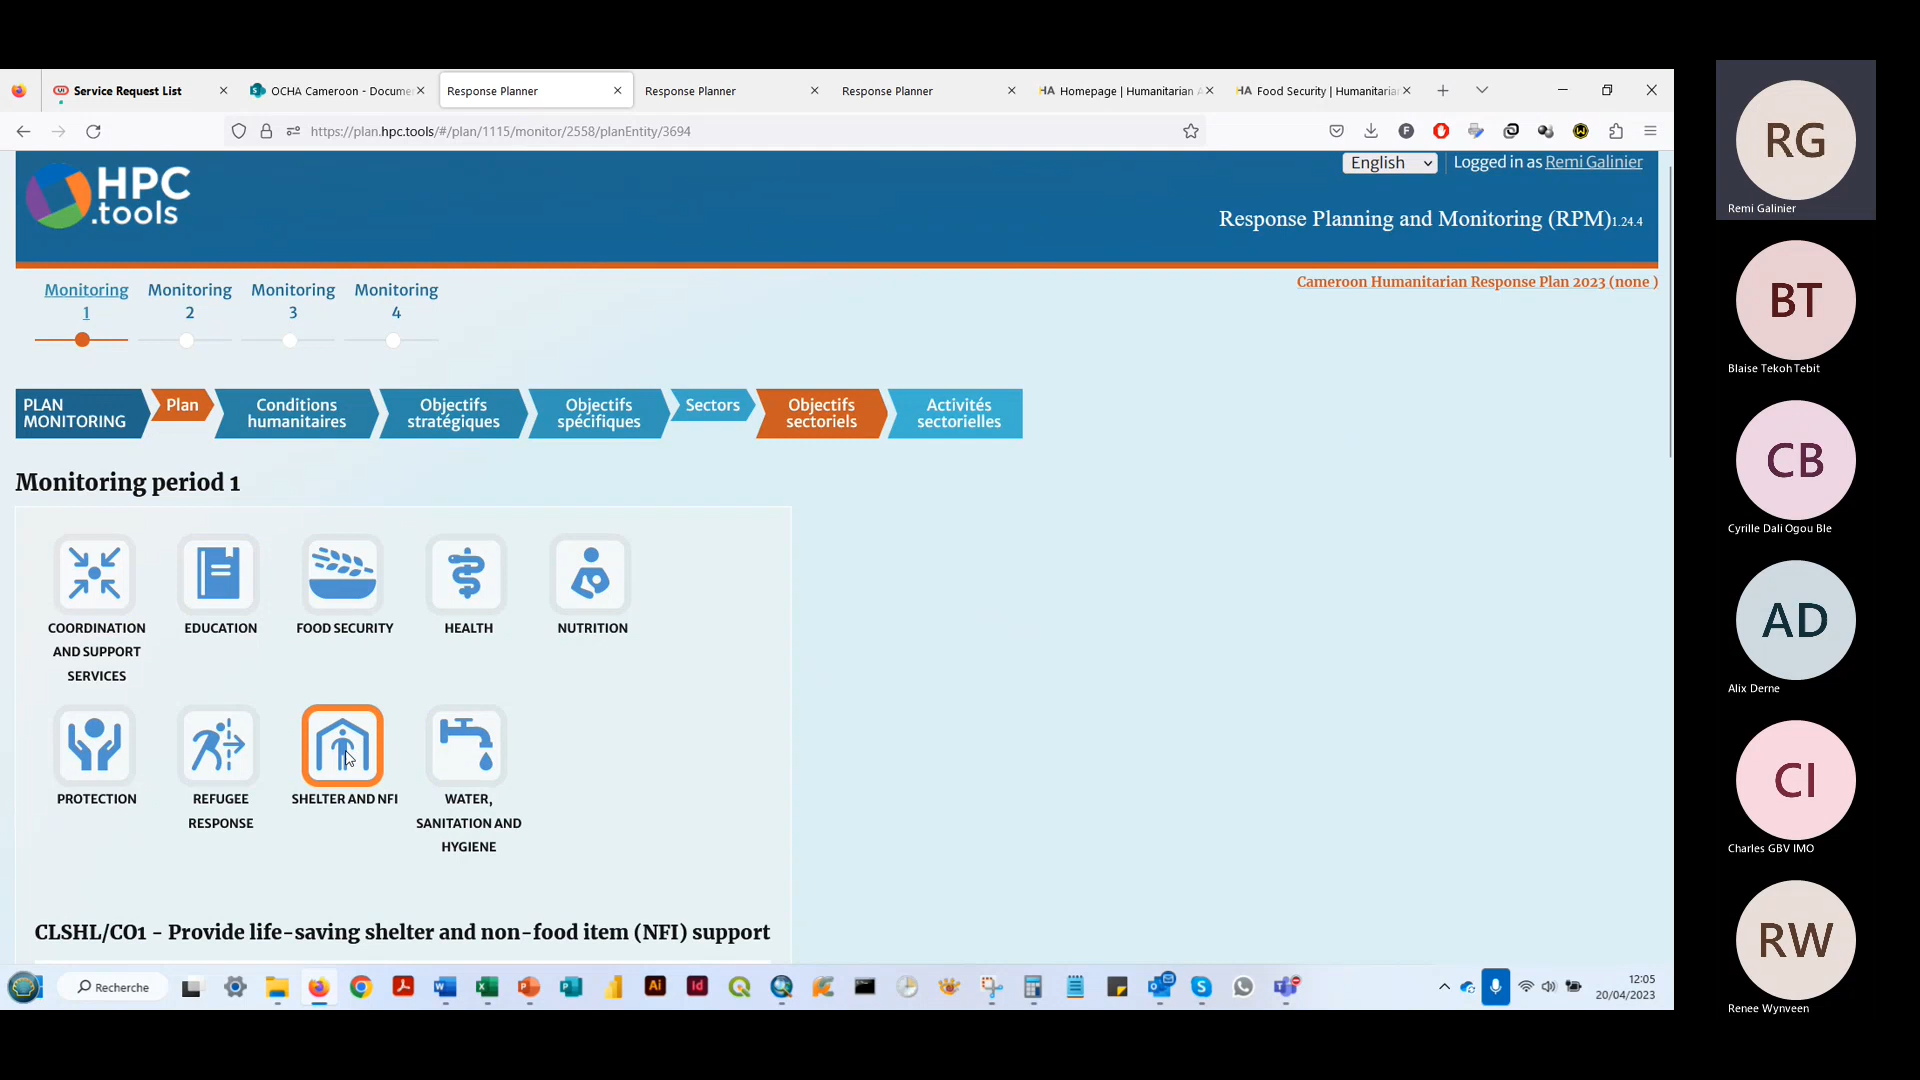 Service Request List
OCHA Cameroon - Docume
Response Planner
Response Planner
Response Planner
HA Homepage | Humanitarian A
HA Food Security | Humanitaria
https://plan.hpc.tools/#/plan/1115/monitor/2558/planEntity/3694
HPC
.tools
English
Logged in as Remi Galinier
Response Planning and Monitoring (RPM)1.24.4
Cameroon Humanitarian Response Plan 2023 (none )
Monitoring
1
Monitoring
2
Monitoring
3
Monitoring
4
PLAN
MONITORING
Plan
Conditions
humanitaires
Objectifs
stratégiques
Objectifs
spécifiques
Sectors
Objectifs
sectoriels
Activités
sectorielles
Monitoring period 1
COORDINATION
AND SUPPORT
SERVICES
EDUCATION
FOOD SECURITY
HEALTH
NUTRITION
PROTECTION
REFUGEE
RESPONSE
SHELTER AND NFI
WATER,
SANITATION AND
HYGIENE
CLSHL/CO1 - Provide life-saving shelter and non-food item (NFI) support
Recherche
12:05
20/04/2023
RG
Remi Galinier
BT
Blaise Tekoh Tebit
CB
Cyrille Dali Ogou Ble
AD
Alix Derne
CI
Charles GBV IMO
RW
Renee Wynveen